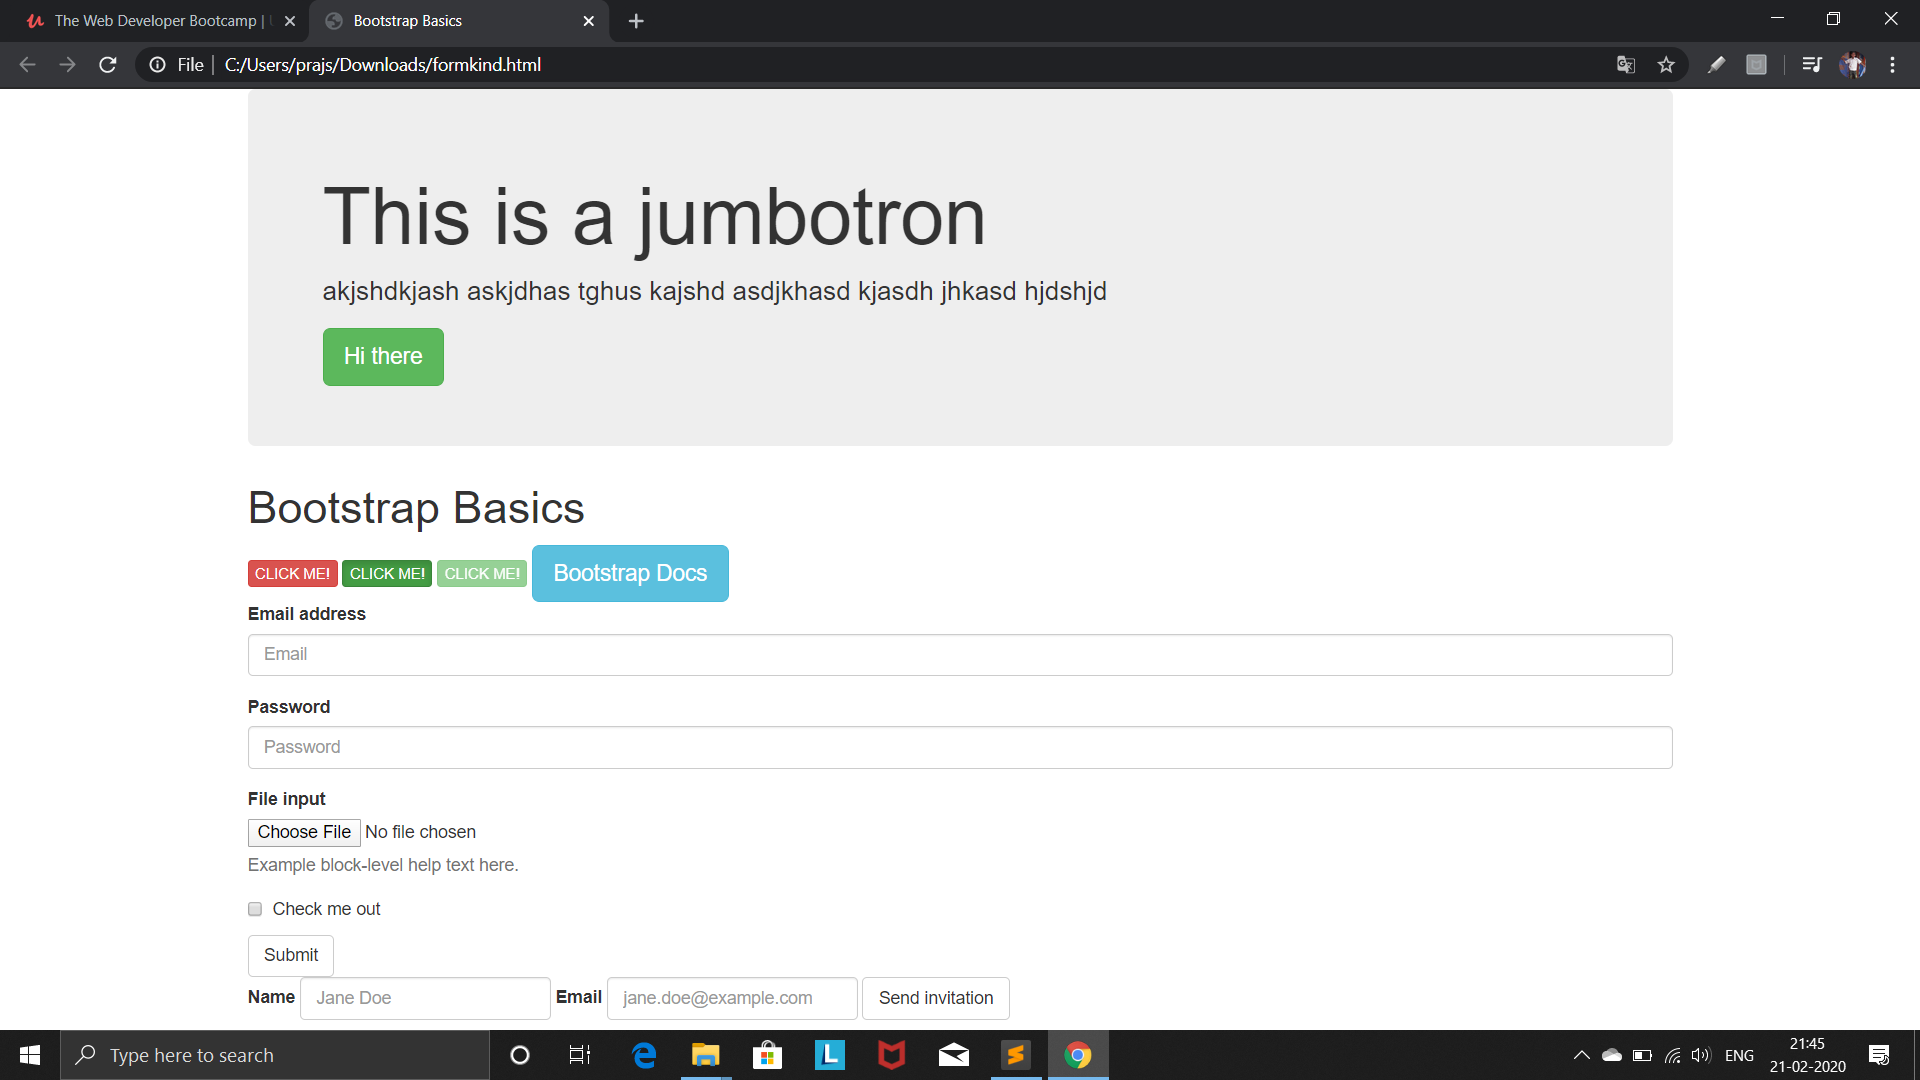 The Web Developer Bootcamp |
Bootstrap Basics
File
C:/Users/prajs/Downloads/formkind.html
This is a jumbotron
akjshdkjash askjdhas tghus kajshd asdjkhasd kjasdh jhkasd hjdshjd
Hi there
Bootstrap Basics
CLICK ME! CLICK ME! CLICK ME! Bootstrap Docs
Email address
Email
Password
Password
File input
Choose File No file chosen
Example block-level help text here.
Check me out
Submit
Name Jane Doe Email jane.doe@example.com Send invitation
Type here to search
ENG
21:45
21-02-2020